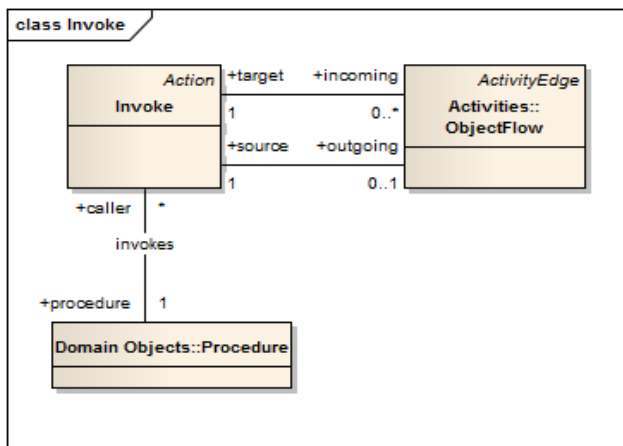 class Invoke
Action
Invoke
+target
+incoming
1
0..*
ActivityEdge
Activities::
ObjectFlow
+source
+outgoing
1
0..1
+caller
*
invokes
+procedure
1
Domain Objects::Procedure